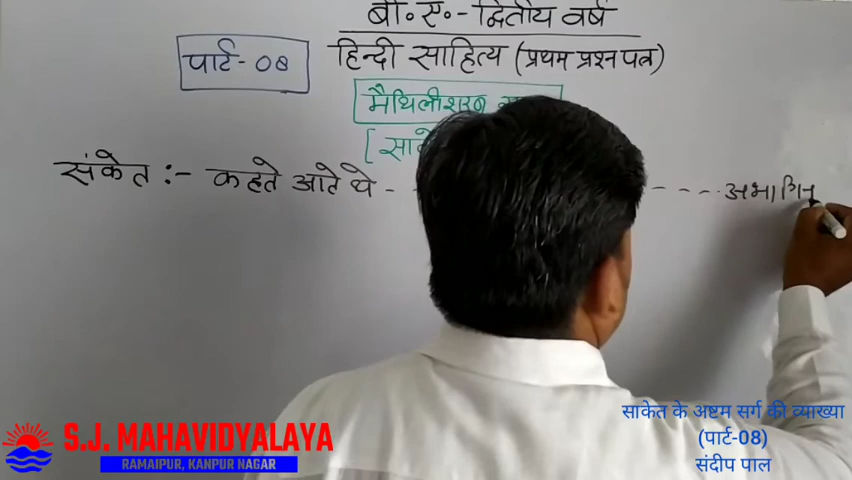 बी॰ ए॰ - द्वितीय वर्ष
पार्ट - 08
हिन्दी साहित्य (प्रथम प्रश्न पत्र)
मैथिलीशरण
[ सा
संकेत :- कहते आते थे - - - - - . अभागिन
साकेत के अष्टम सर्ग की व्याख्या
(पार्ट-08)
संदीप पाल
S.J. MAHAVIDYALAYA
RAMAIPUR, KANPUR NAGAR